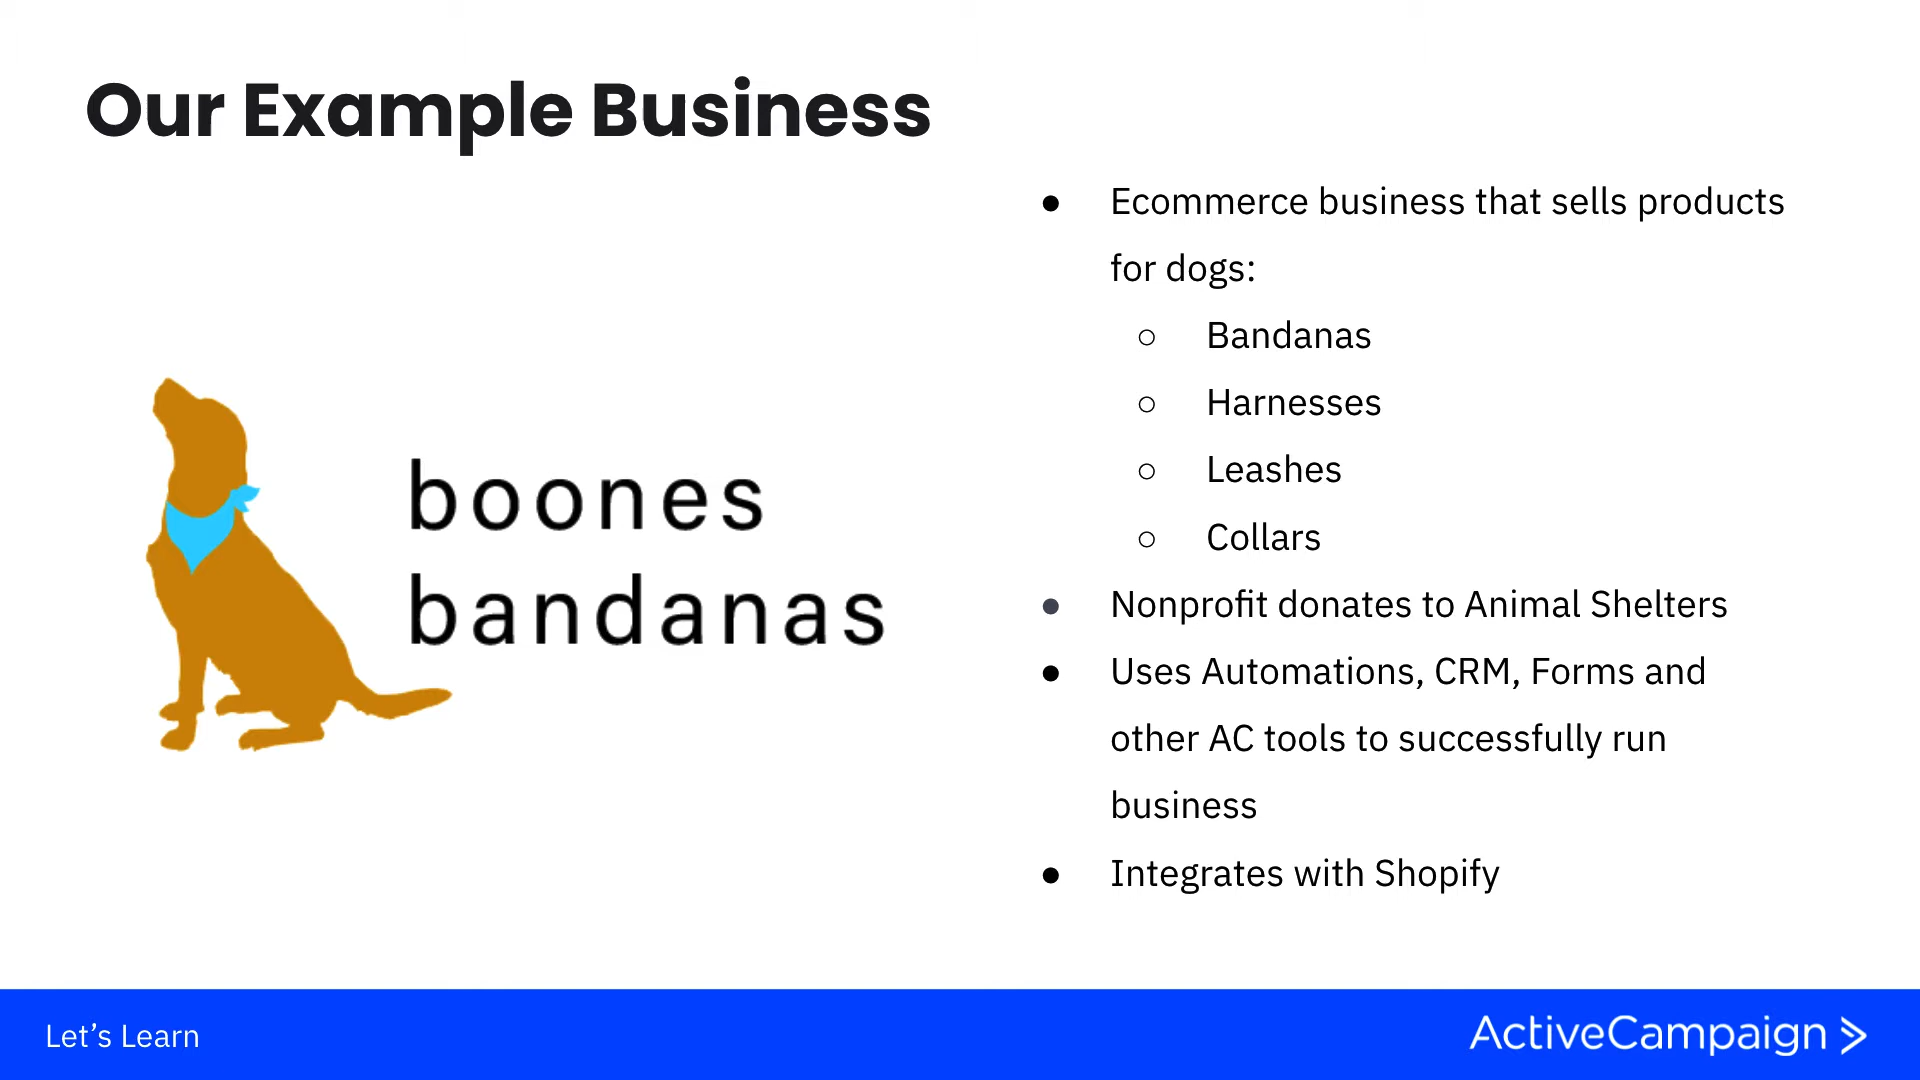 Our Example Business
boones
bandanas
● Ecommerce business that sells products
for dogs:
○ Bandanas
○ Harnesses
○ Leashes
○ Collars
● Nonprofit donates to Animal Shelters
● Uses Automations, CRM, Forms and
other AC tools to successfully run
business
● Integrates with Shopify
Let’s Learn
ActiveCampaign